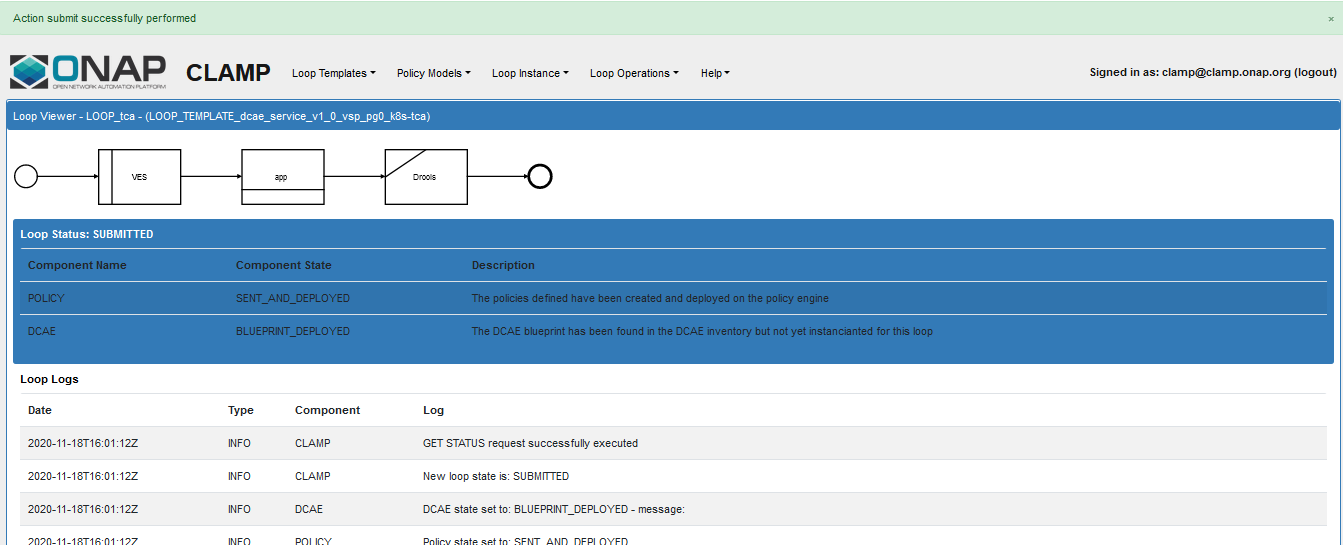 Action submit successfully performed ×
ONAP
OPEN NETWORK AUTOMATION PLATFORM
CLAMP Loop Templates Policy Models Loop Instance Loop Operations Help Signed in as: clamp@clamp.onap.org (logout)
Loop Viewer - LOOP_tca - (LOOP_TEMPLATE_dcae_service_v1_0_vsp_pg0_k8s-tca)
VES app Drools
Loop Status: SUBMITTED
Component Name Component State Description
POLICY SENT_AND_DEPLOYED The policies defined have been created and deployed on the policy engine
DCAE BLUEPRINT_DEPLOYED The DCAE blueprint has been found in the DCAE inventory but not yet instancianted for this loop
Loop Logs
Date Type Component Log
2020-11-18T16:01:12Z INFO CLAMP GET STATUS request successfully executed
2020-11-18T16:01:12Z INFO CLAMP New loop state is: SUBMITTED
2020-11-18T16:01:12Z INFO DCAE DCAE state set to: BLUEPRINT_DEPLOYED - message:
2020-11-18T16:01:12Z INFO POLICY Policy state set to: SENT_AND_DEPLOYED